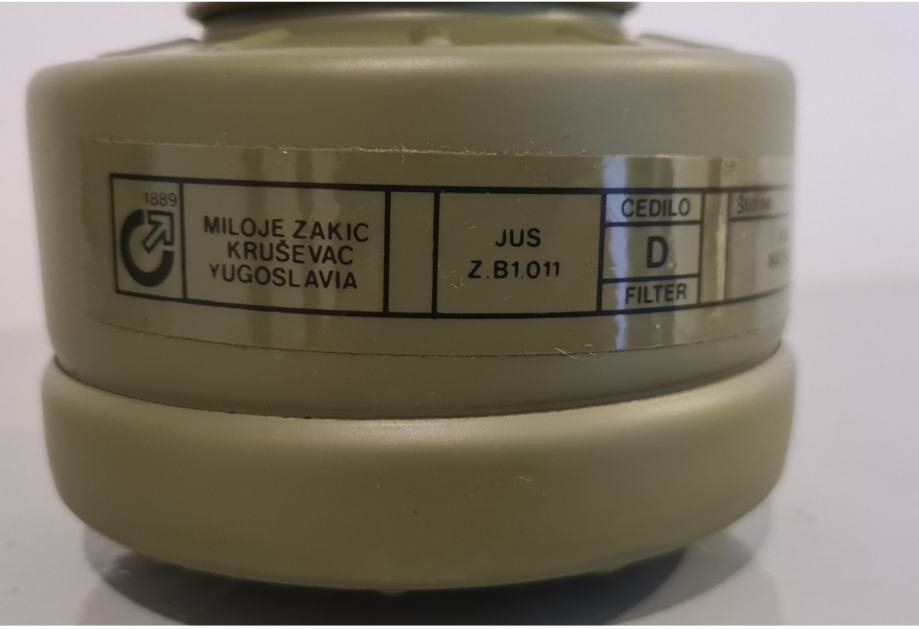 1889
MILOJE ZAKIC
KRUŠEVAC
YUGOSLAVIA
JUS
Z.B1.011
CEDILO
D
FILTER